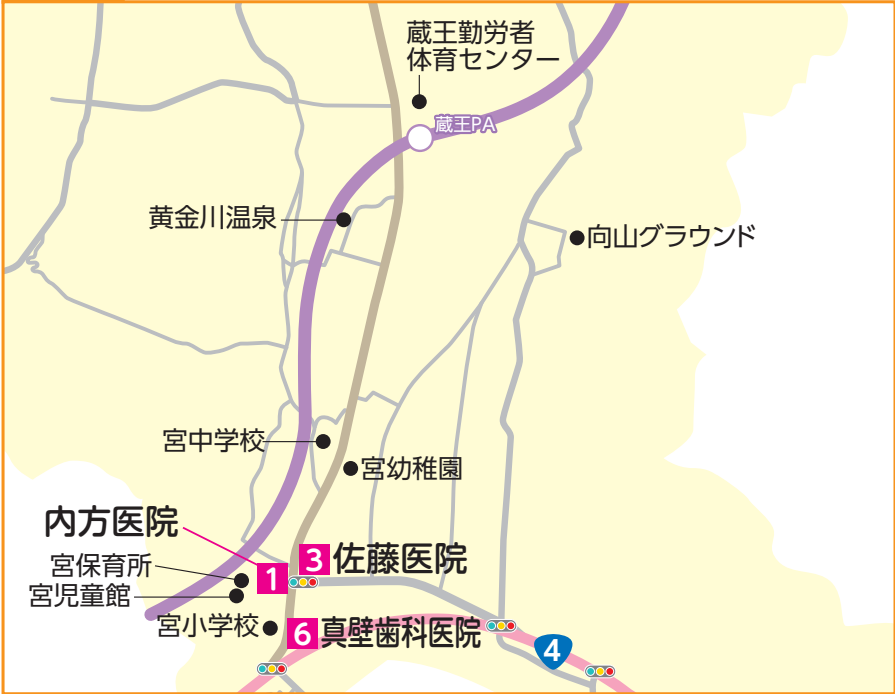 蔵王勤労者
体育センター
蔵王PA
黄金川温泉
向山グラウンド
宮中学校
宮幼稚園
内方医院
3 佐藤医院
宮保育所
1
宮児童館
宮小学校
6 真壁歯科医院
4